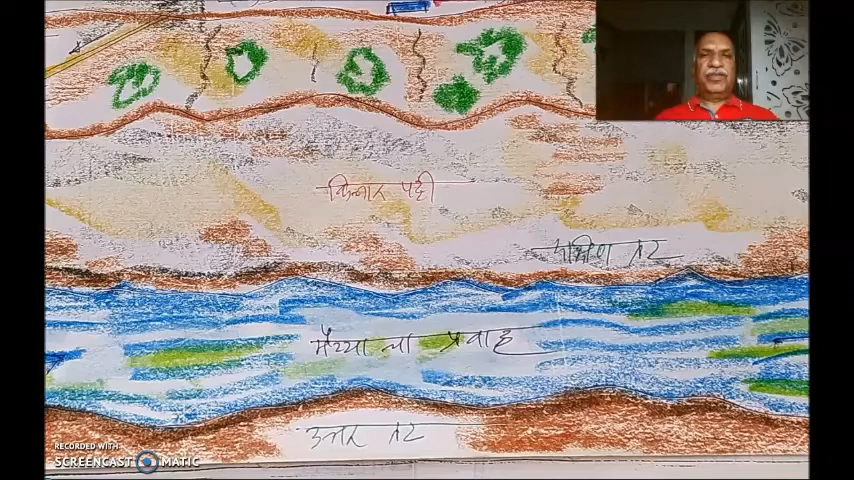 किनार पट्टी
दक्षिण तट
मैय्या का प्रवाह
उत्तर तट
RECORDED WITH
SCREENCAST MATIC